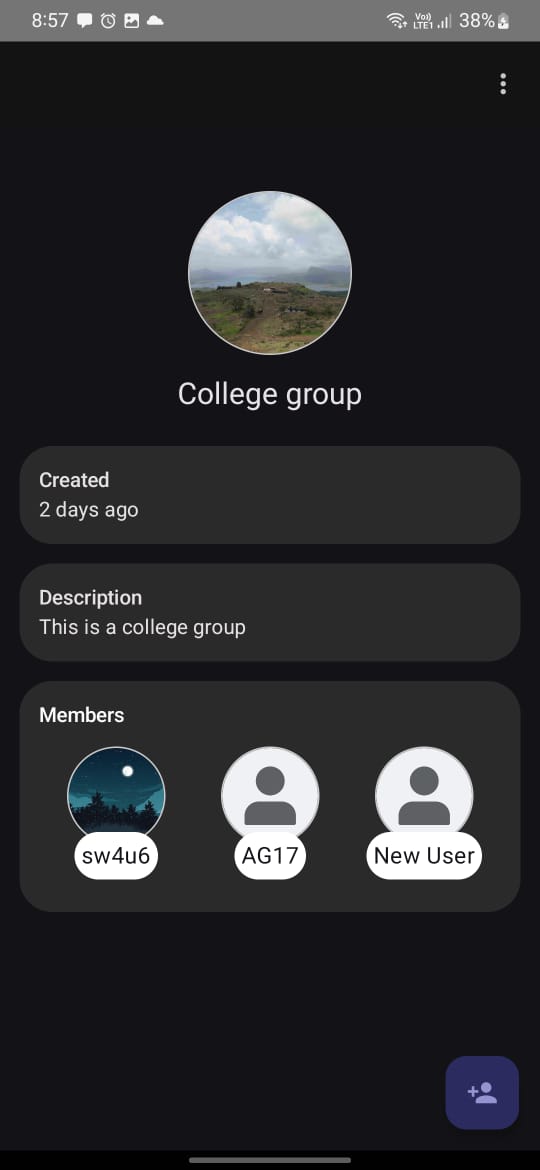 8:57
Vo)) 38%
LTE1
College group
Created
2 days ago
Description
This is a college group
Members
sw4u6 AG17 New User